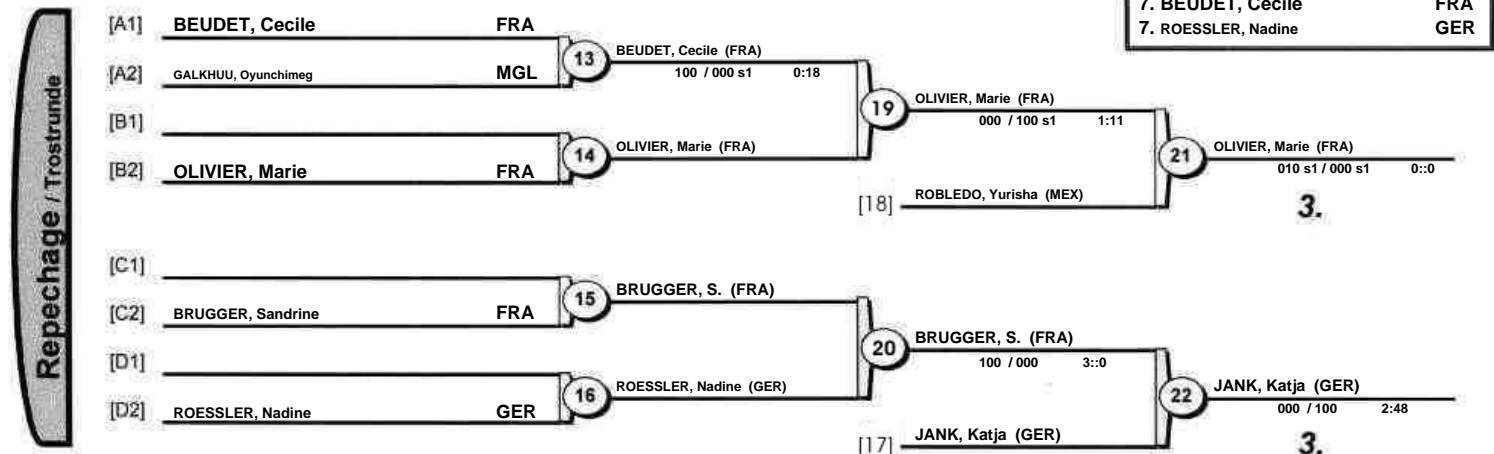 7. BEUDET, Cecile FRA
7. ROESSLER, Nadine GER
Repechage / Trostrunde
[A1] BEUDET, Cecile FRA
13 BEUDET, Cecile (FRA)
100 / 000 s1 0:18
[A2] GALKHUU, Oyunchimeg MGL
19 OLIVIER, Marie (FRA)
000 / 100 s1 1:11
[B1]
14 OLIVIER, Marie (FRA)
[B2] OLIVIER, Marie FRA
21 OLIVIER, Marie (FRA)
010 s1 / 000 s1 0::0
[18] ROBLEDO, Yurisha (MEX)
3.
[C1]
15 BRUGGER, S. (FRA)
[C2] BRUGGER, Sandrine FRA
20 BRUGGER, S. (FRA)
100 / 000 3::0
[D1]
16 ROESSLER, Nadine (GER)
[D2] ROESSLER, Nadine GER
22 JANK, Katja (GER)
000 / 100 2:48
[17] JANK, Katja (GER)
3.